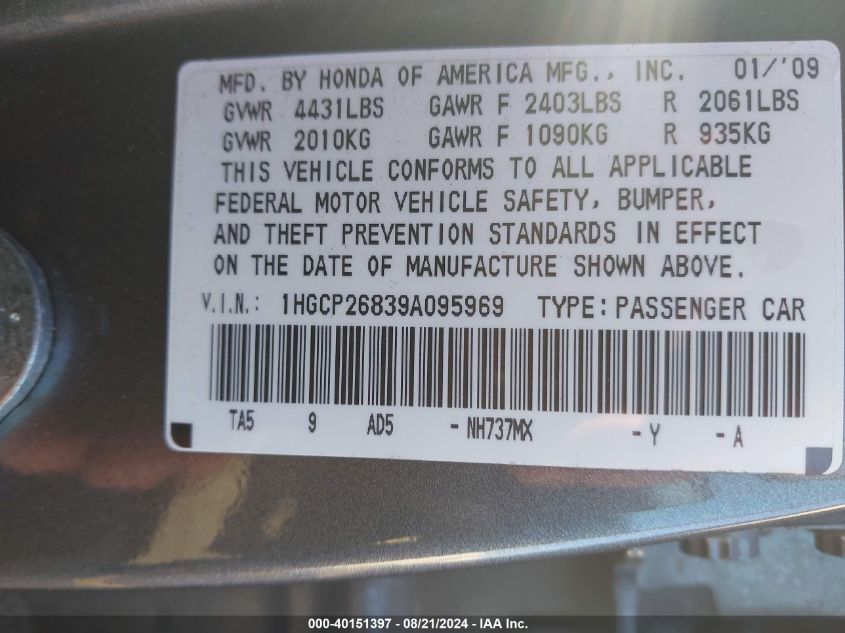 MFD. BY HONDA OF AMERICA MFG., INC. 01/'09
GVWR 4431LBS GAWR F 2403LBS R 2061LBS
GVWR 2010KG GAWR F 1090KG R 935KG
THIS VEHICLE CONFORMS TO ALL APPLICABLE
FEDERAL MOTOR VEHICLE SAFETY, BUMPER,
AND THEFT PREVENTION STANDARDS IN EFFECT
ON THE DATE OF MANUFACTURE SHOWN ABOVE.
V.I.N.: 1HGCP26839A095969 TYPE: PASSENGER CAR
TA5 9 AD5 - NH737MX - Y - A
000-40151397 - 08/21/2024 - IAA Inc.